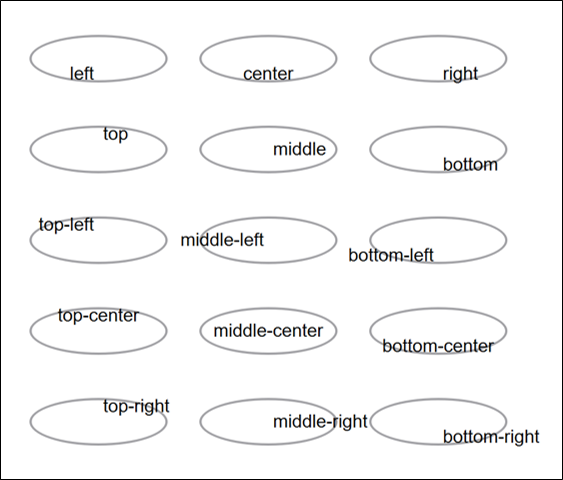 left center right
top middle bottom
top-left middle-left bottom-left
top-center middle-center bottom-center
top-right middle-right bottom-right